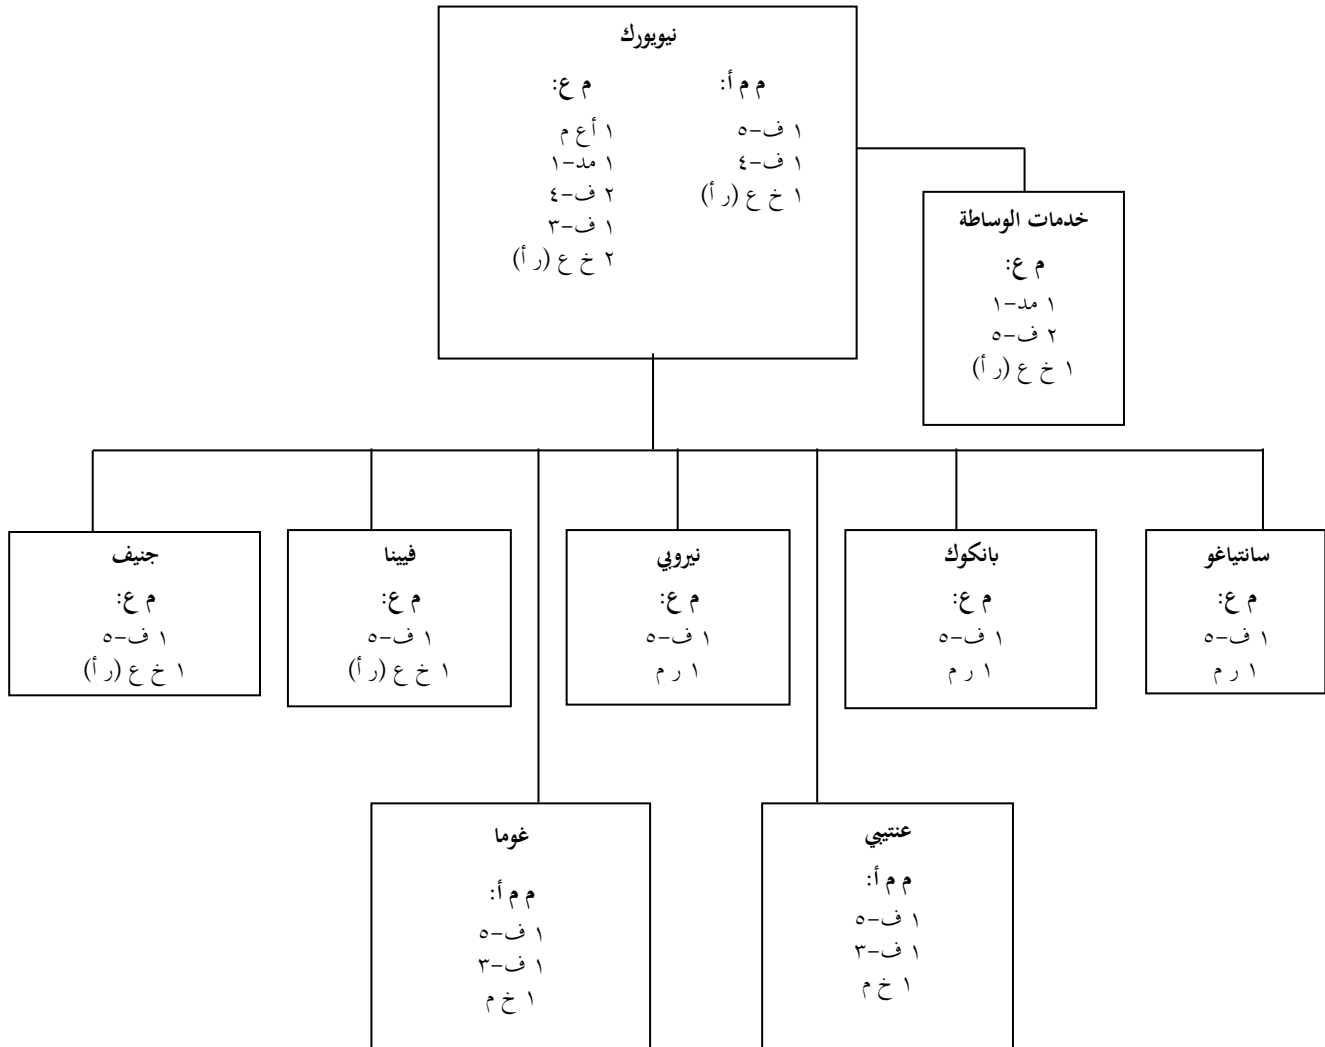 نيويورك
م م أ:
١ ف-٥
١ ف-٤
١ خ ع (ر أ)
م ع:
١ أ ع م
١ مد-١
٢ ف-٤
١ ف-٣
٢ خ ع (ر أ)
خدمات الوساطة
م ع:
١ مد-١
٢ ف-٥
١ خ ع (ر أ)
سانتياغو
م ع:
١ ف-٥
١ ر م
بانكوك
م ع:
١ ف-٥
١ ر م
نيروبي
م ع:
١ ف-٥
١ ر م
فيينا
م ع:
١ ف-٥
١ خ ع (ر أ)
جنيف
م ع:
١ ف-٥
١ خ ع (ر أ)
عنتيبي
م م أ:
١ ف-٥
١ ف-٣
١ خ م
غوما
م م أ:
١ ف-٥
١ ف-٣
١ خ م